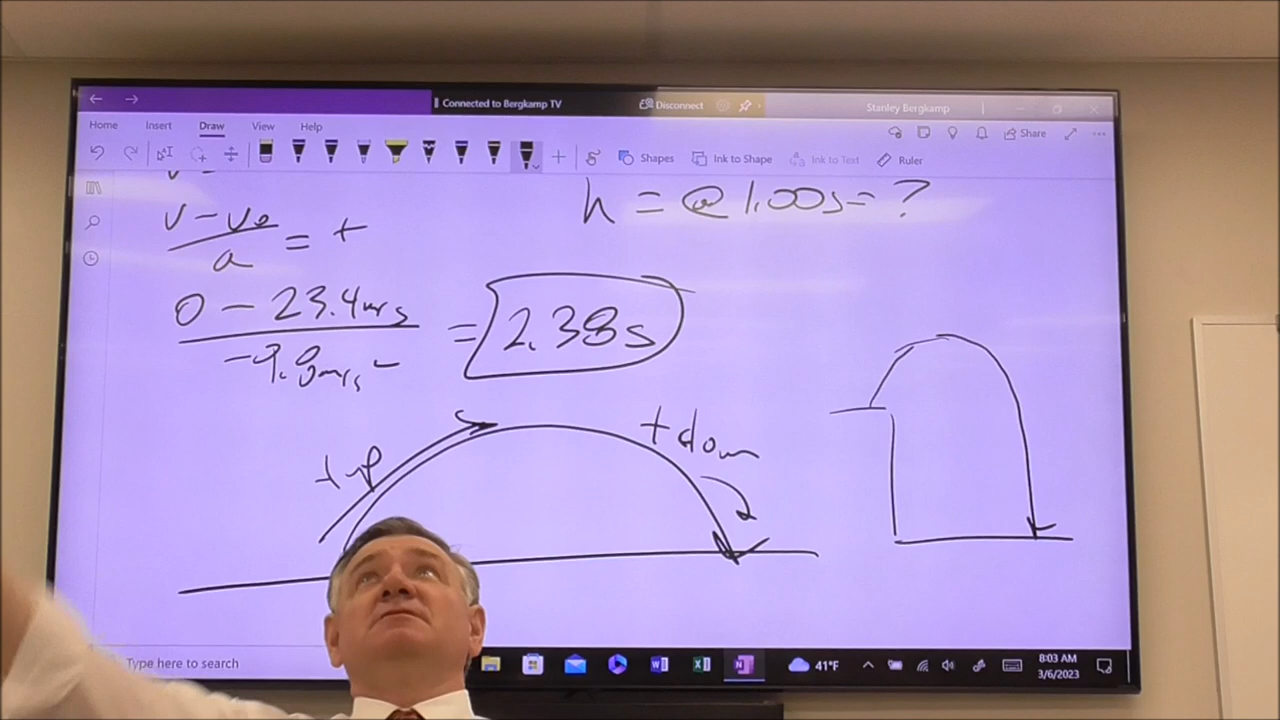 Connected to Bergkamp TV
Disconnect
Stanley Bergkamp
Home Insert Draw View Help
Share
Shapes Ink to Shape Ink to Text Ruler
h = @ 1.00s = ?
v - v₀
a = t
0 - 23.4m/s
-9.8m/s² = 2.38s
t up
t down
Type here to search
41°F
8:03 AM
3/6/2023